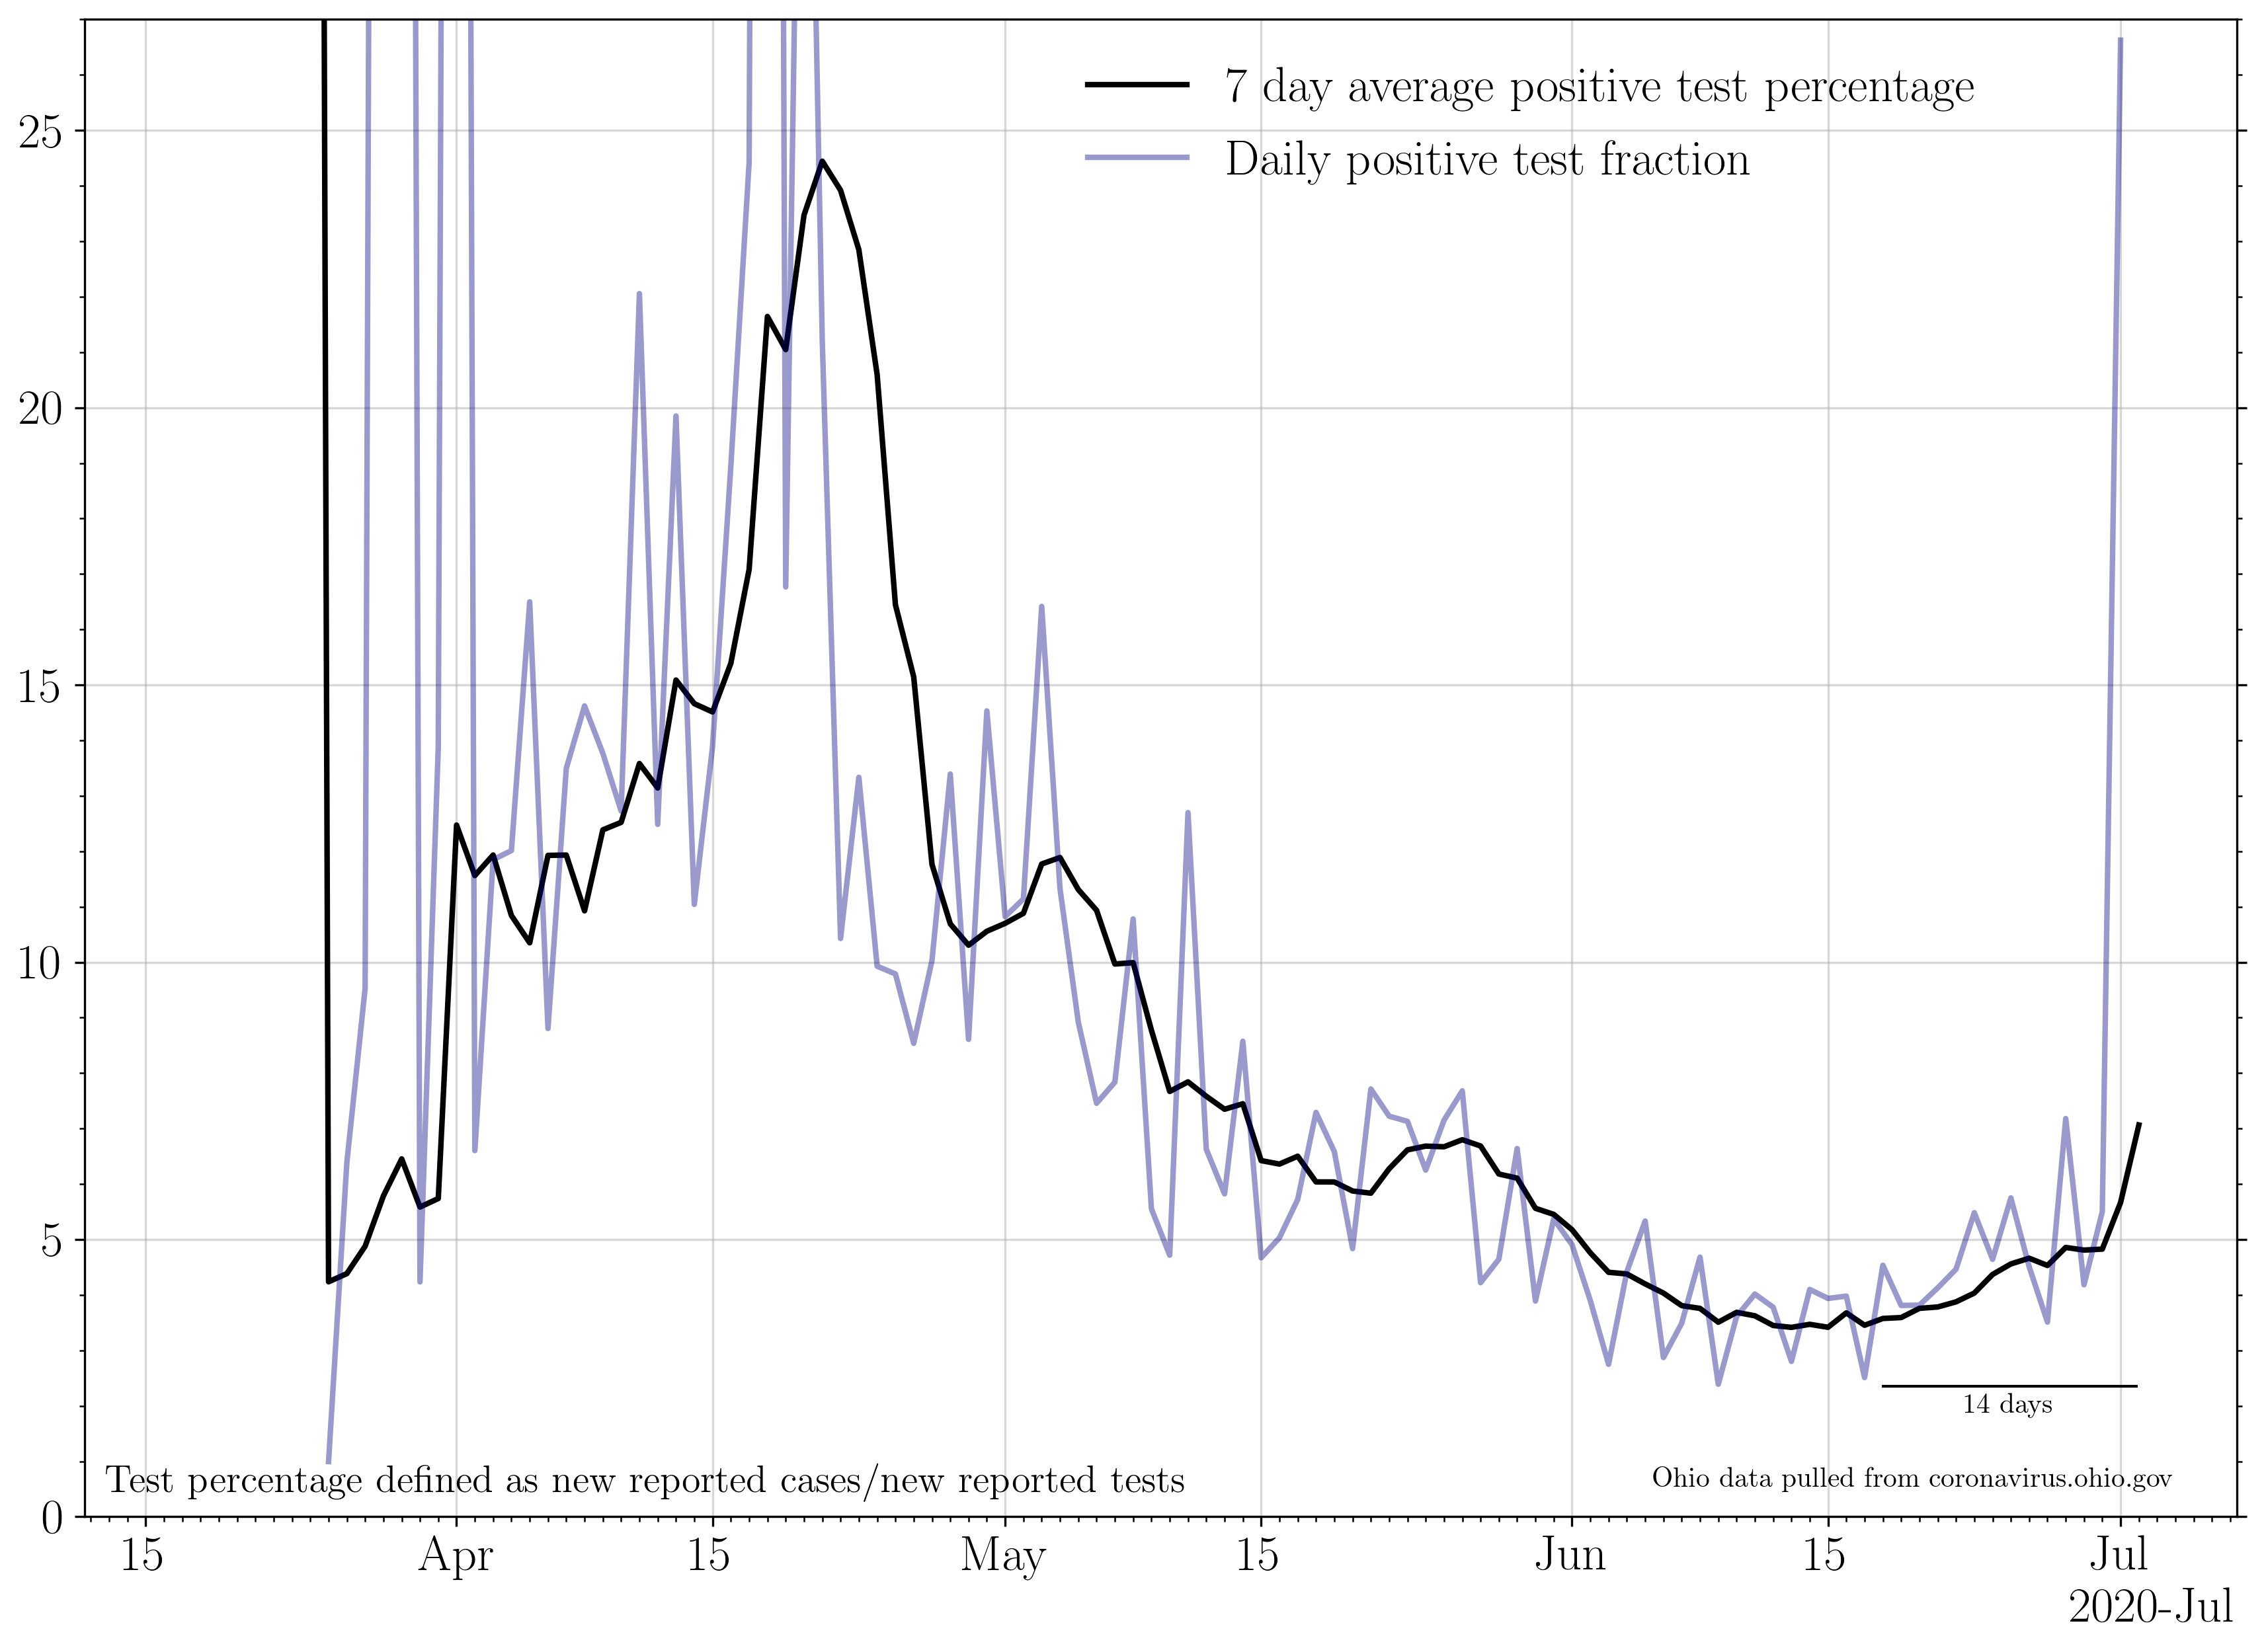 7 day average positive test percentage
Daily positive test fraction
25
20
15
10
5
0
14 days
Test percentage defined as new reported cases/new reported tests
Ohio data pulled from coronavirus.ohio.gov
15 Apr 15 May 15 Jun 15 Jul
2020-Jul